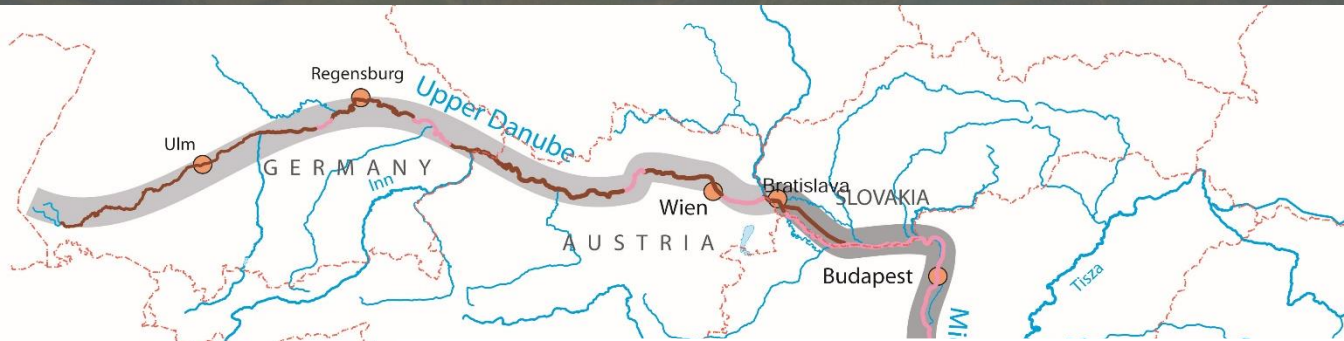 Regensburg
Upper Danube
Ulm
GERMANY
Inn
Bratislava
SLOVAKIA
Wien
AUSTRIA
Budapest
Tisza